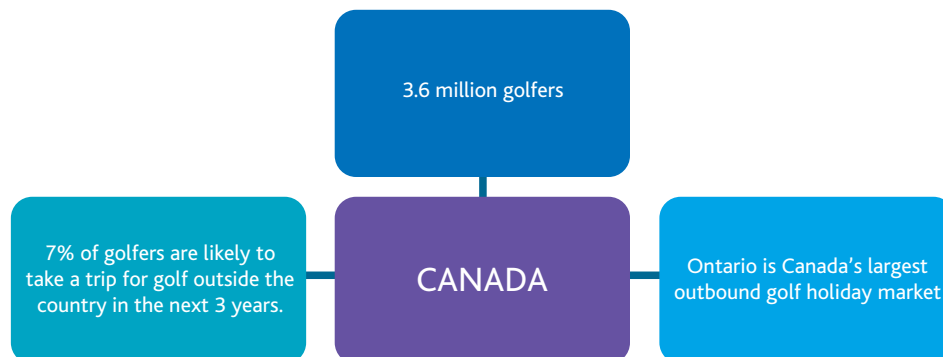 3.6 million golfers
7% of golfers are likely to
take a trip for golf outside the
country in the next 3 years.
CANADA
Ontario is Canada's largest
outbound golf holiday market